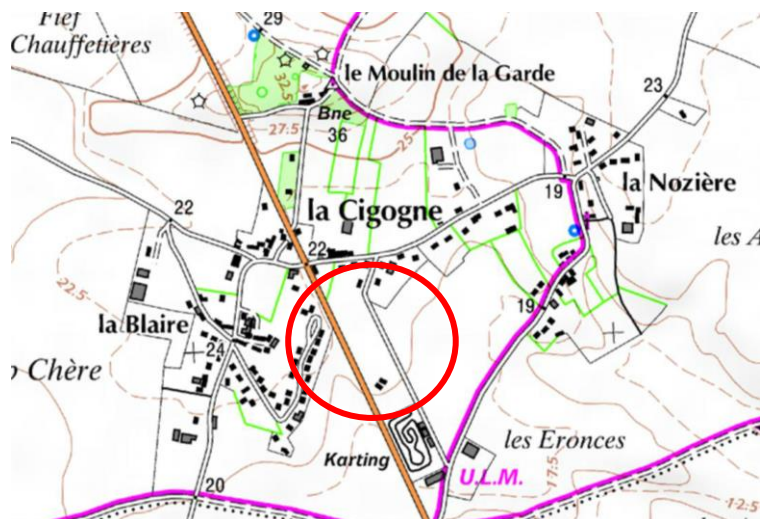 Fief
Chauffetières
29
32.5
le Moulin de la Garde
23
Bne
36
27.5
25
19
la Nozière
la Cigogne
22
22
les A
22.5
19
la Blaire
24
Chère
Karting
les Eronces
U.L.M.
17.5
20
12.5